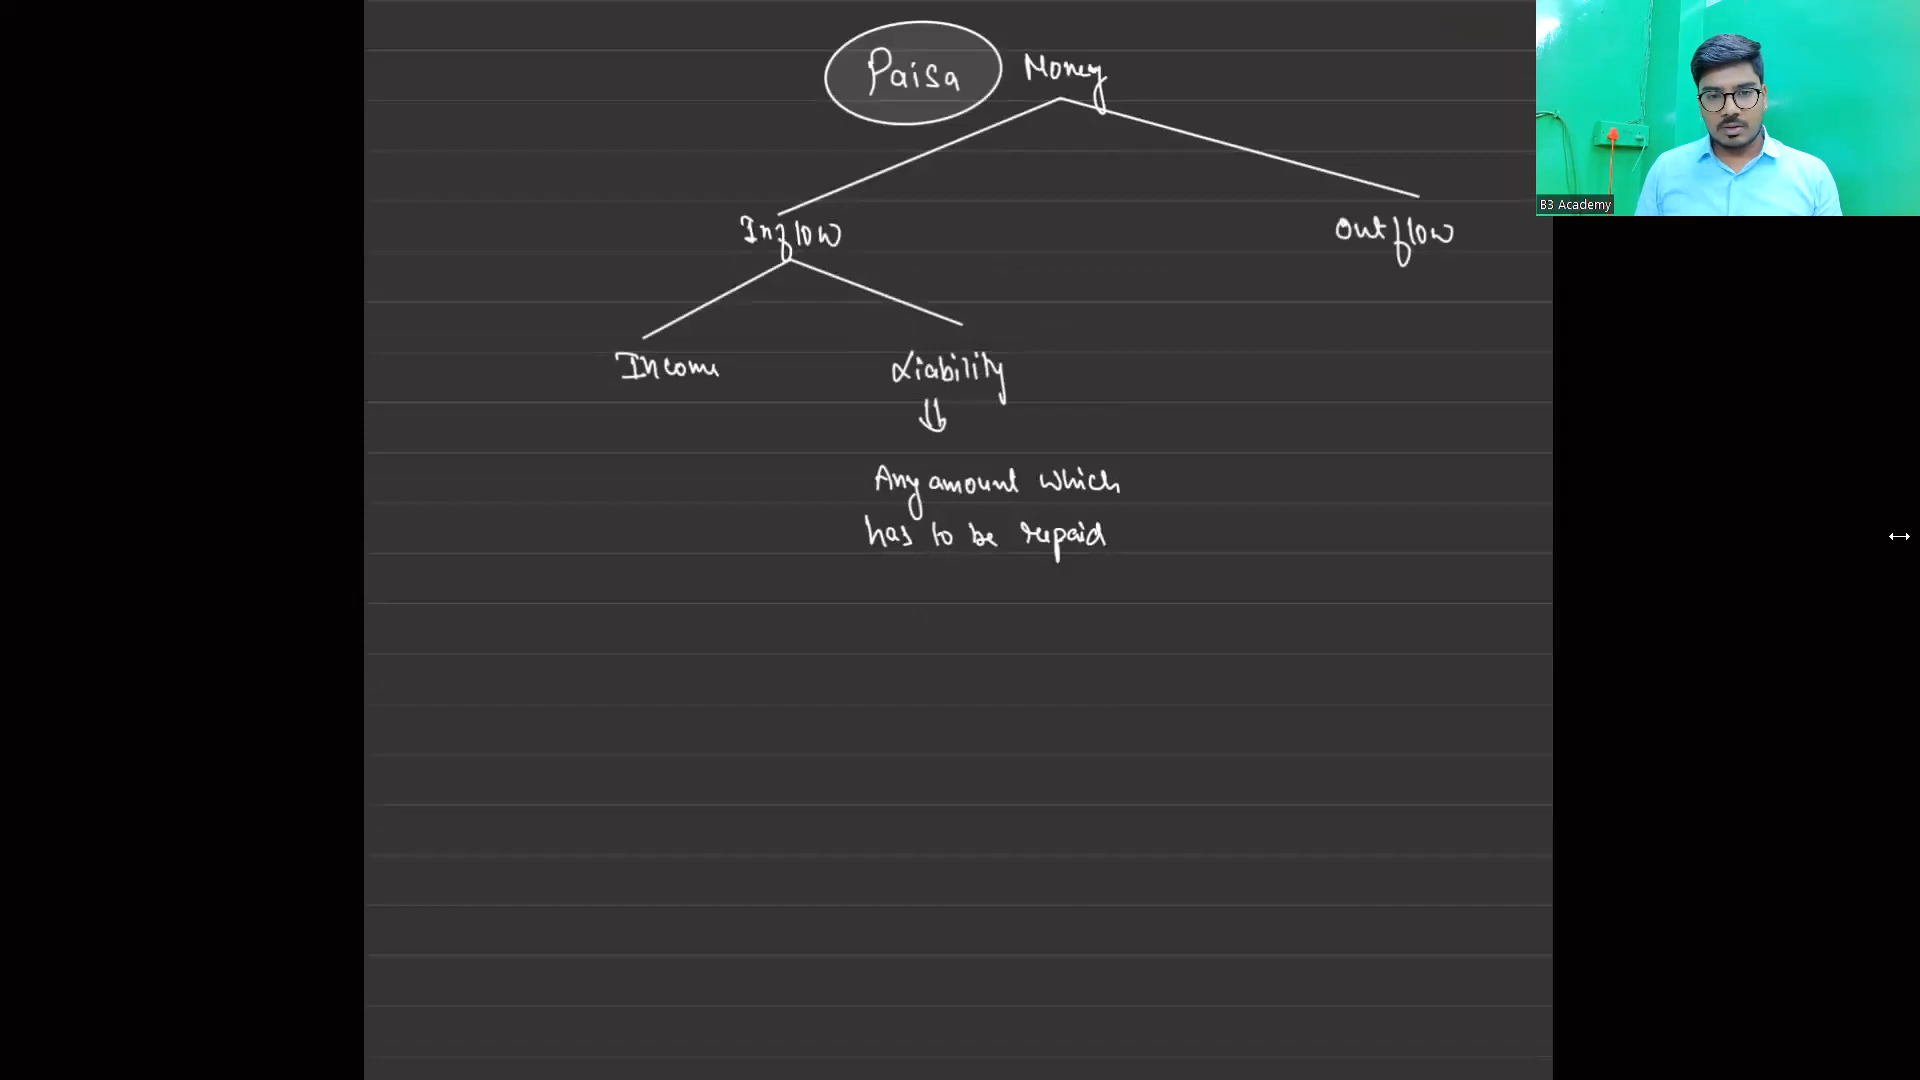 Paisa Money
Inflow
Outflow
Income
Liability
Any amount which
has to be repaid
B3 Academy